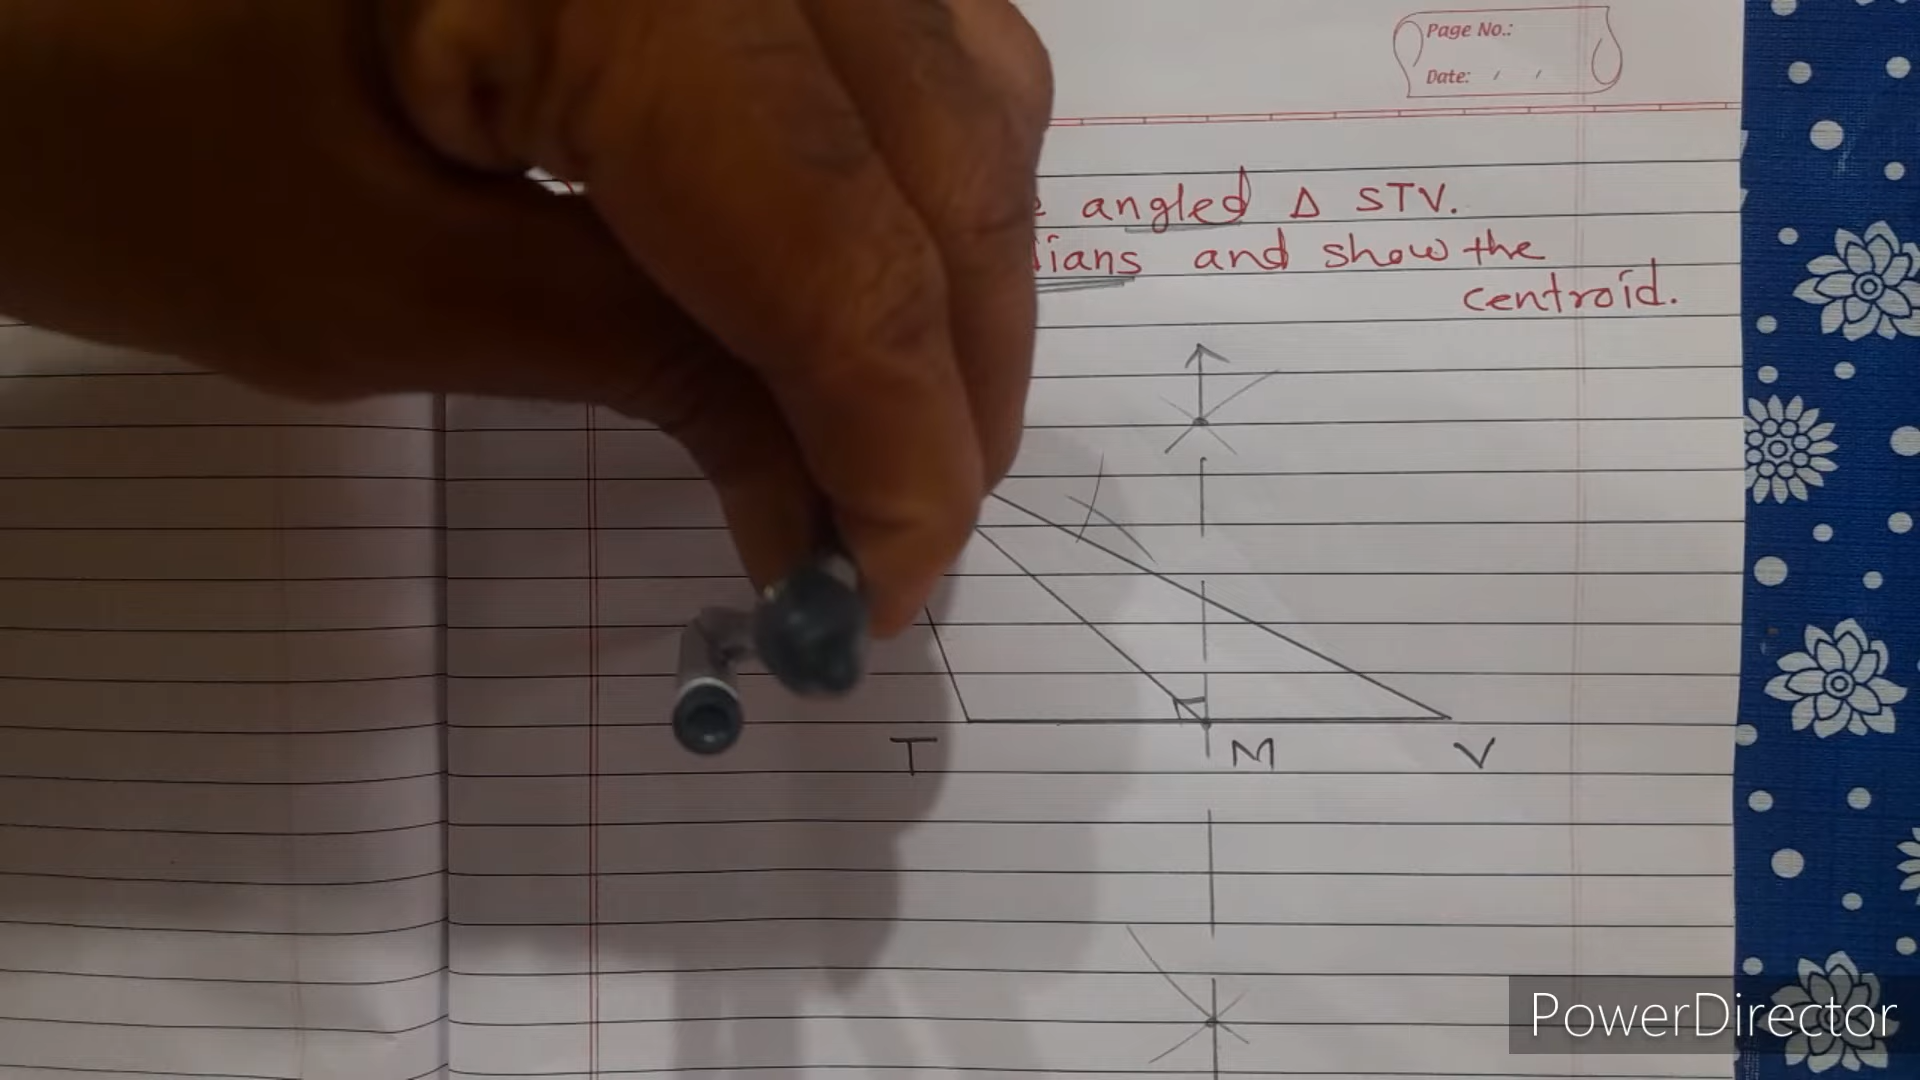 Page No.:
Date: / /
angled Δ STV.
and show the
centroid.
T M V
PowerDirector